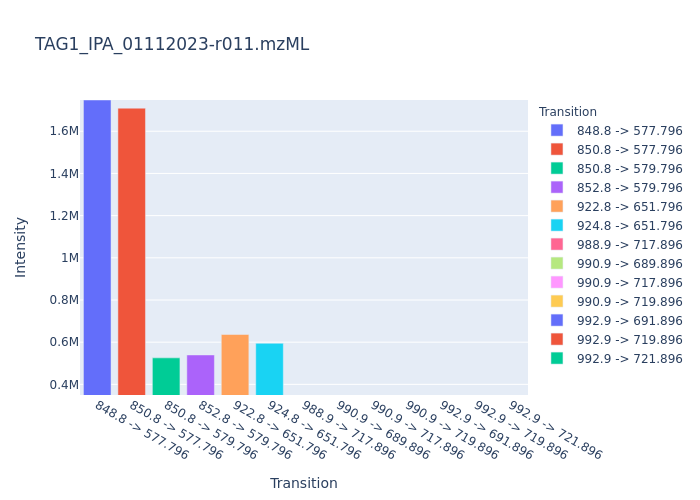 TAG1_IPA_01112023-r011.mzML
Transition
848.8 -> 577.796
850.8 -> 577.796
850.8 -> 579.796
852.8 -> 579.796
922.8 -> 651.796
924.8 -> 651.796
988.9 -> 717.896
990.9 -> 689.896
990.9 -> 717.896
990.9 -> 719.896
992.9 -> 691.896
992.9 -> 719.896
992.9 -> 721.896
Intensity
1.6M
1.4M
1.2M
1M
0.8M
0.6M
0.4M
848.8 -> 577.796
850.8 -> 577.796
850.8 -> 579.796
852.8 -> 579.796
922.8 -> 651.796
924.8 -> 651.796
988.9 -> 717.896
990.9 -> 689.896
990.9 -> 717.896
990.9 -> 719.896
992.9 -> 691.896
992.9 -> 719.896
992.9 -> 721.896
Transition